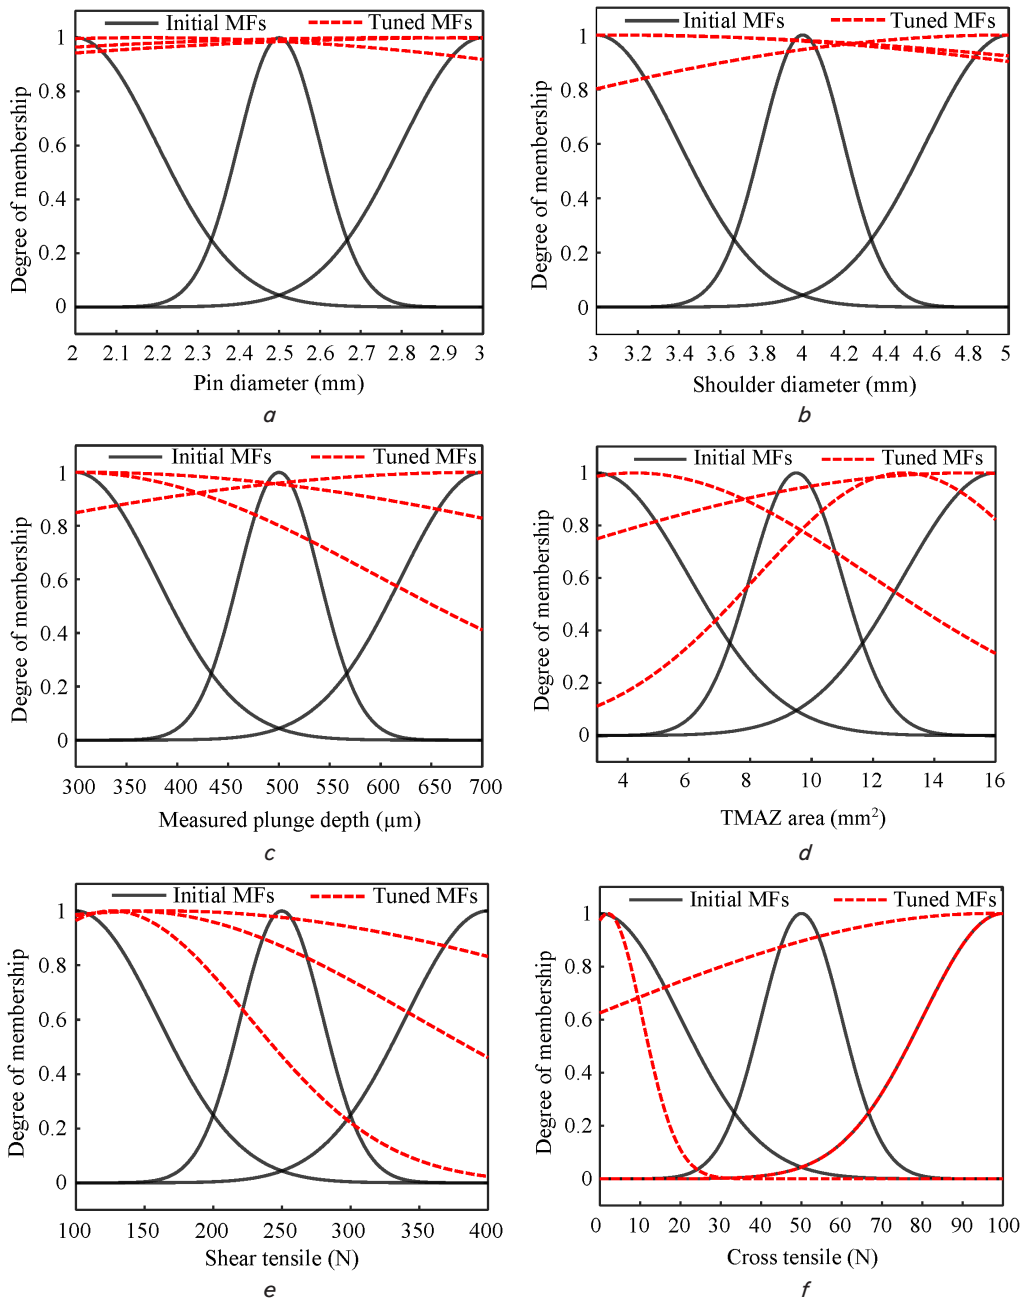 Initial MFs Tuned MFs
Degree of membership
1
0.8
0.6
0.4
0.2
0
2 2.1 2.2 2.3 2.4 2.5 2.6 2.7 2.8 2.9 3
Pin diameter (mm)
a
Initial MFs Tuned MFs
Degree of membership
1
0.8
0.6
0.4
0.2
0
3 3.2 3.4 3.6 3.8 4 4.2 4.4 4.6 4.8 5
Shoulder diameter (mm)
b
Initial MFs Tuned MFs
Degree of membership
1
0.8
0.6
0.4
0.2
0
300 350 400 450 500 550 600 650 700
Measured plunge depth (μm)
c
Initial MFs Tuned MFs
Degree of membership
1
0.8
0.6
0.4
0.2
0
4 6 8 10 12 14 16
TMAZ area (mm²)
d
Initial MFs Tuned MFs
Degree of membership
1
0.8
0.6
0.4
0.2
0
100 150 200 250 300 350 400
Shear tensile (N)
e
Initial MFs Tuned MFs
Degree of membership
1
0.8
0.6
0.4
0.2
0
0 10 20 30 40 50 60 70 80 90 100
Cross tensile (N)
f